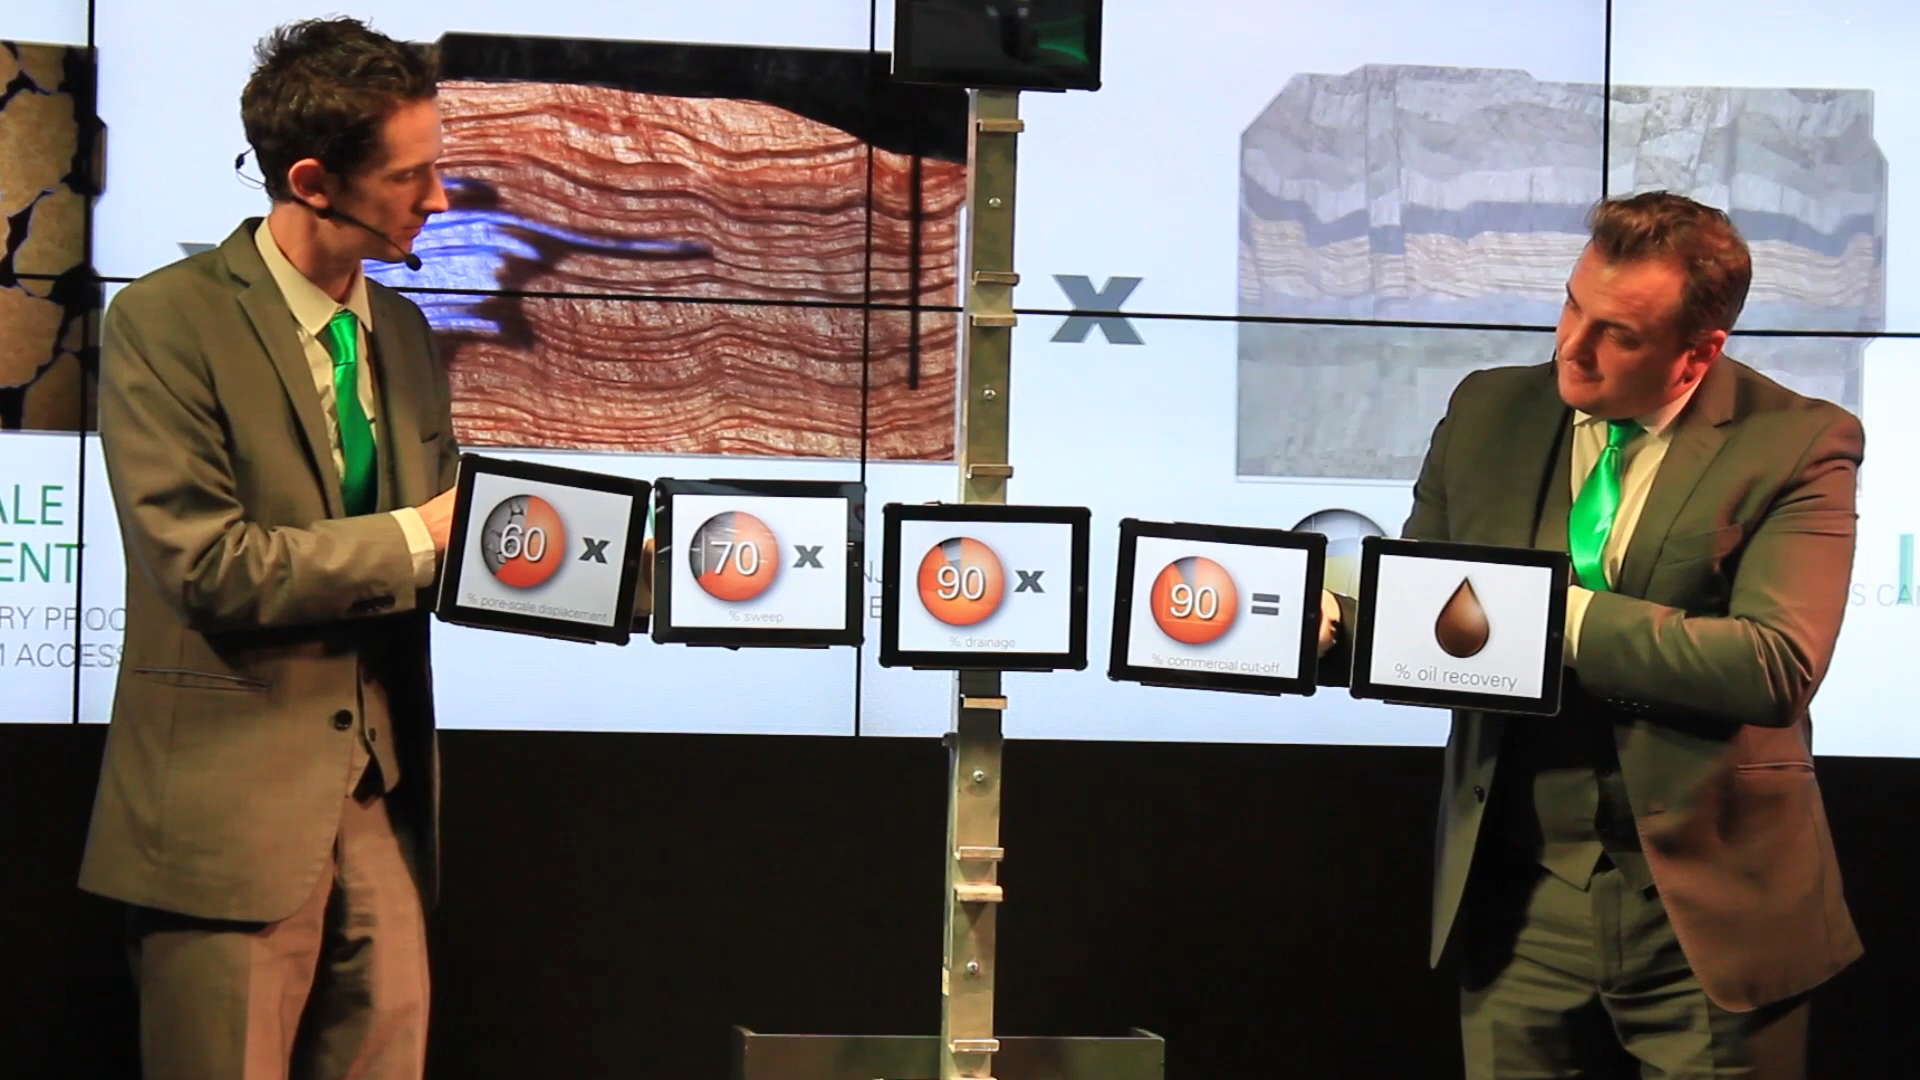 x
ALE
ENT
RY PROC
M ACCESS
60 x
% pore-scale displacement
70 x
% sweep
90 x
% drainage
90 =
% commercial cut-off
% oil recovery
S CA